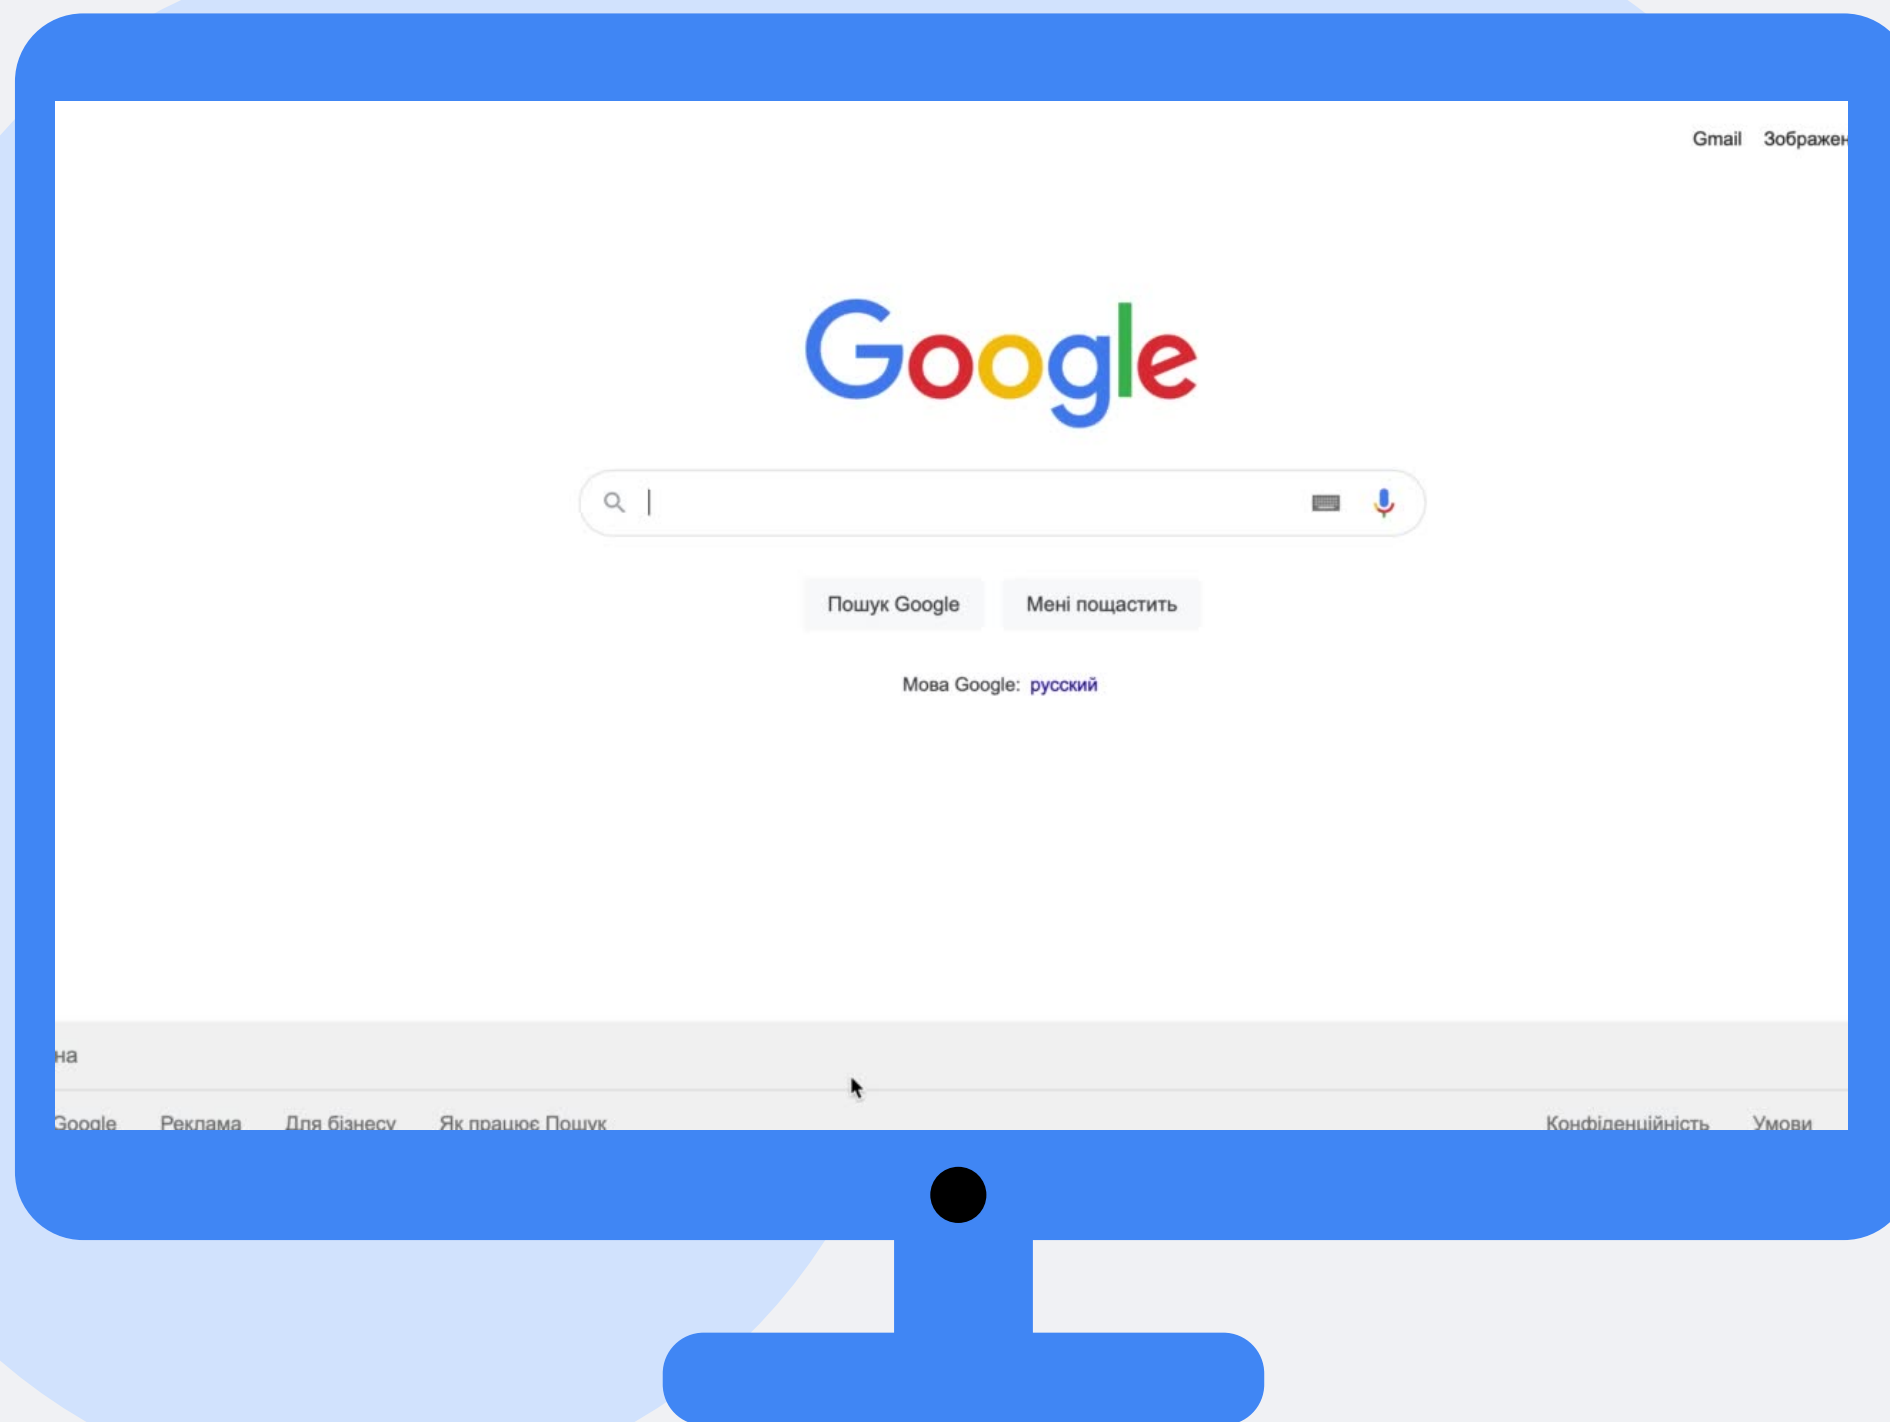 Gmail Зображен
Google
Пошук Google Мені пощастить
Мова Google: русский
на
Google Реклама Для бізнесу Як працює Пошук Конфіденційність Умови